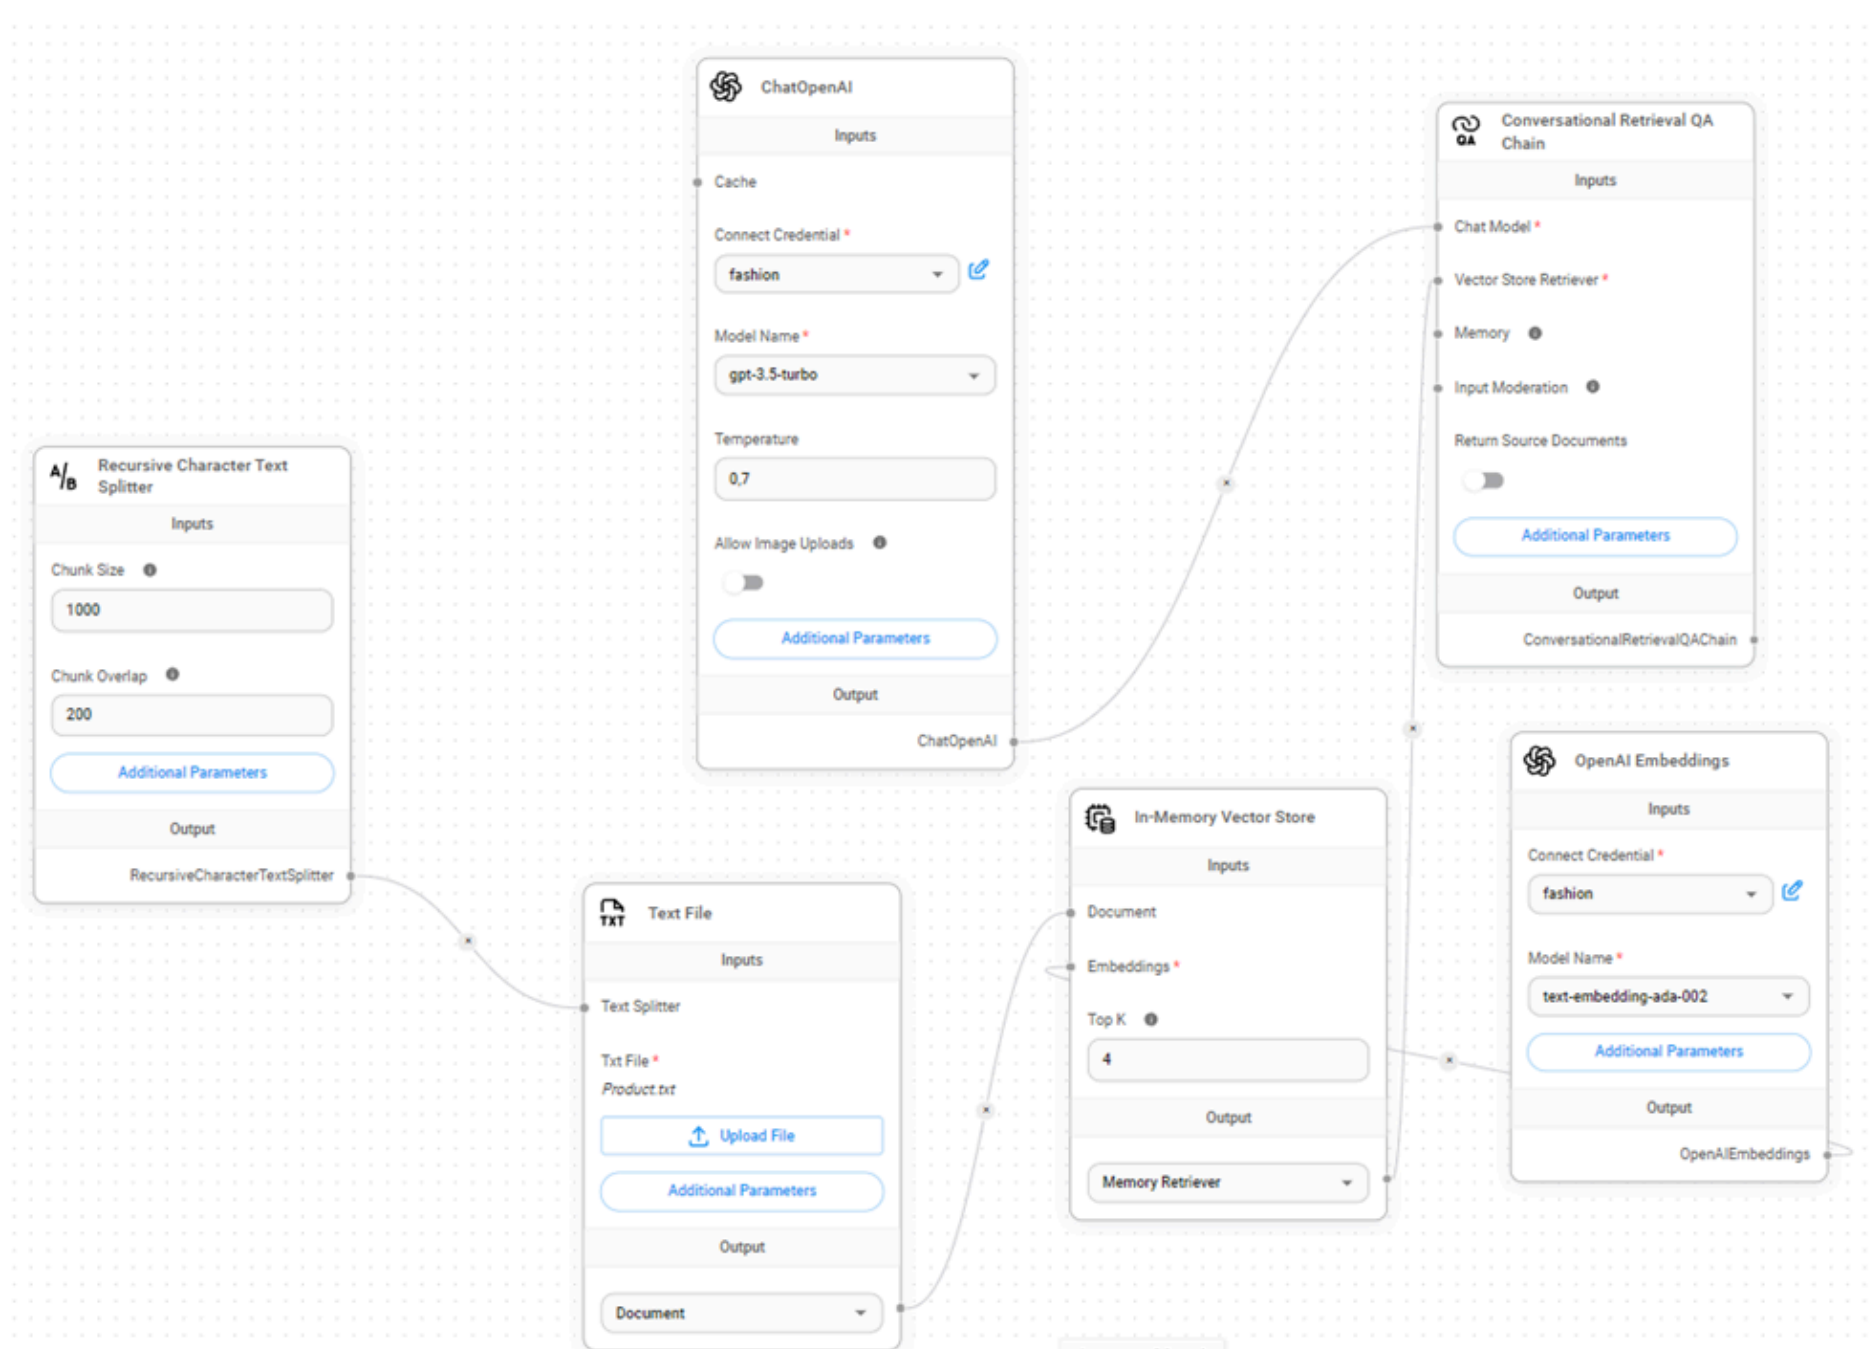 ChatOpenAI
Inputs
Cache
Connect Credential *
fashion
Model Name *
gpt-3.5-turbo
Temperature
0,7
Allow Image Uploads
Additional Parameters
Output
ChatOpenAI
Conversational Retrieval QA
Chain
QA
Inputs
Chat Model *
Vector Store Retriever *
Memory
Input Moderation
Return Source Documents
Additional Parameters
Output
ConversationalRetrievalQAChain
A/B
Recursive Character Text
Splitter
Inputs
Chunk Size
1000
Chunk Overlap
200
Additional Parameters
Output
RecursiveCharacterTextSplitter
TXT
Text File
Inputs
Text Splitter
Txt File *
Product.txt
Upload File
Additional Parameters
Output
Document
In-Memory Vector Store
Inputs
Document
Embeddings *
Top K
4
Output
Memory Retriever
OpenAI Embeddings
Inputs
Connect Credential *
fashion
Model Name *
text-embedding-ada-002
Additional Parameters
Output
OpenAIEmbeddings